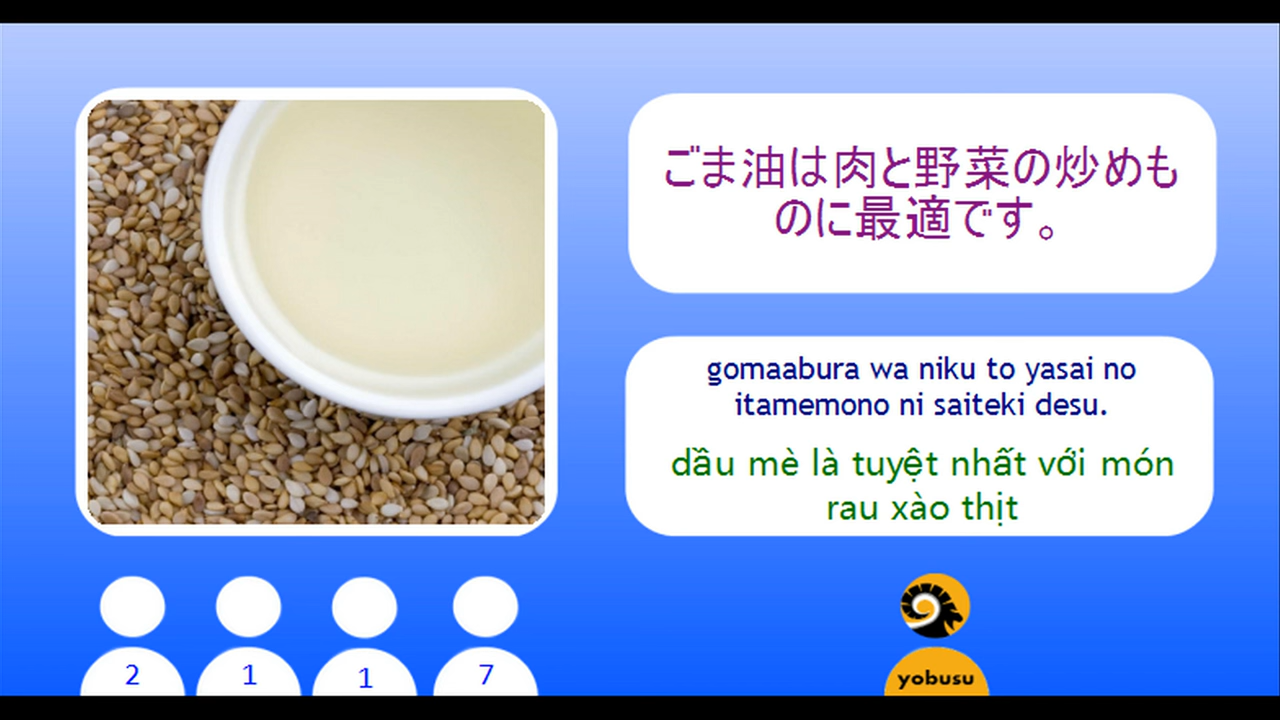 ごま油は肉と野菜の炒めも
のに最適です。
gomaabura wa niku to yasai no
itamemono ni saiteki desu.
dầu mè là tuyệt nhất với món
rau xào thịt
2 1 1 7
yobusu